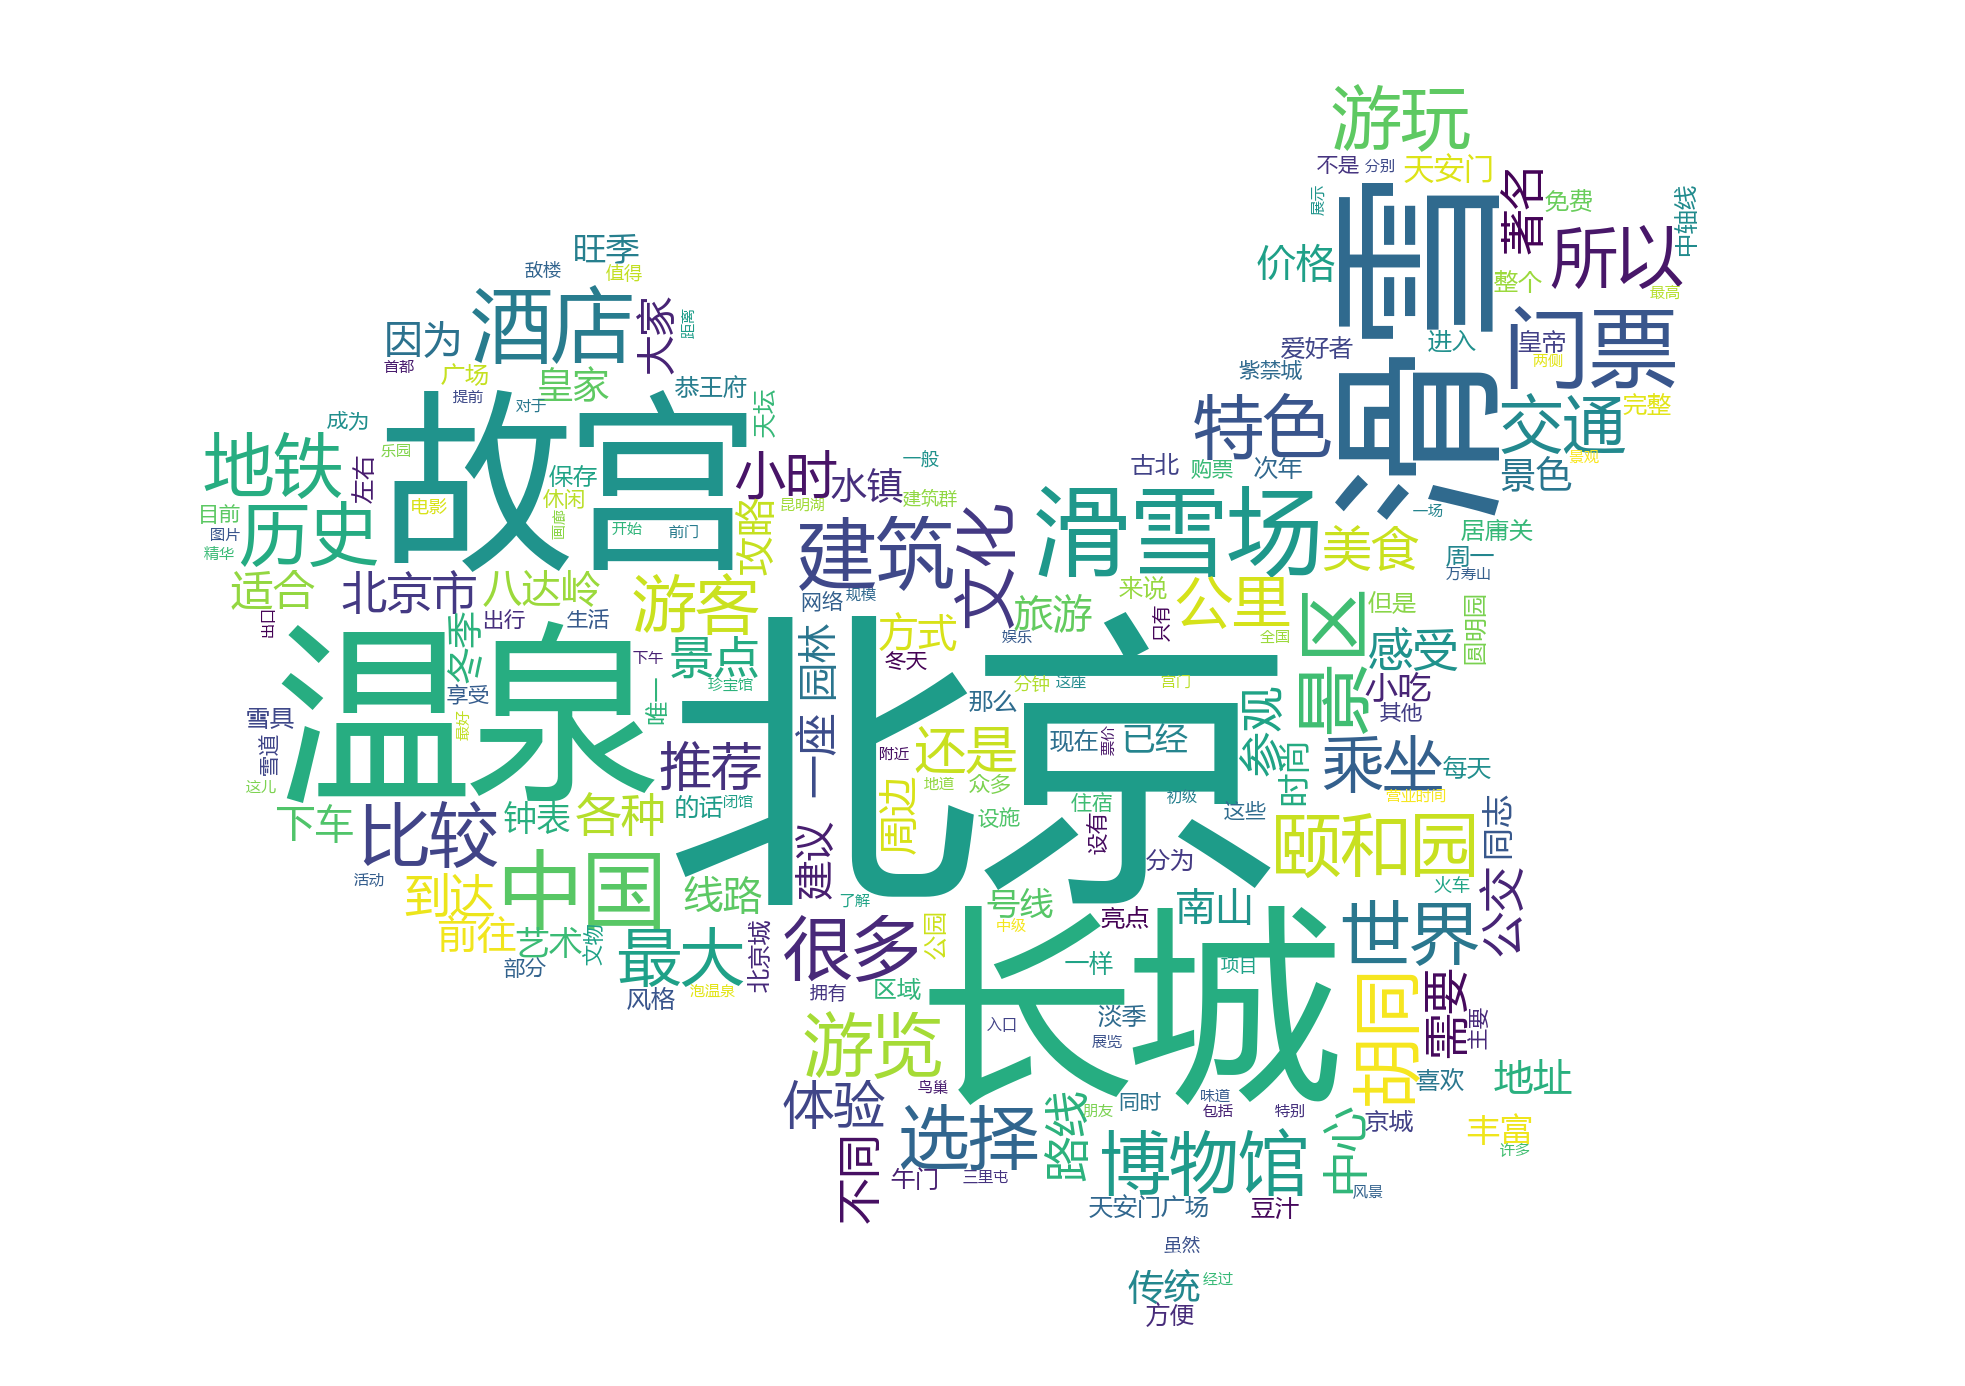 游玩
不是
分别
天安门
展示
著名
免费
中轴线
价格
滑雪
整个
所以
最高
旺季
敌楼
值得
酒店
大家
距离
因为
首都
广场
皇家
提前
对于
恭王府
天坛
爱好者
进入
皇帝
门票
两侧
紫禁城
特色
交通
完整
成为
乐园
地铁
左右
故宫
保存
休闲
电影
画廊
开始
前门
小时
水镇
一般
建筑群
昆明湖
古北
购票
次年
景色
景观
一场
目前
图片
精华
历史
攻略
建筑
文化
滑雪场
美食
居庸关
周一
万寿山
适合
北京市
八达岭
游客
网络
规模
旅游
来说
公里
景区
但是
圆明园
出口
出行
生活
冬季
景点
下午
珍宝馆
园林
方式
冬天
娱乐
只有
全国
感受
小吃
其他
温泉
享受
最好
唯一
北京
那么
分钟
这座
宫门
参观
雪具
雪道
这儿
推荐
一座
附近
还是
现在
票价
已经
时间
乘坐
每天
营业时间
下车
比较
钟表
各种
的话
闭馆
周边
地道
众多
设施
住宿
初级
这些
设有
分为
颐和园
同志
活动
到达
中国
线路
建议
了解
号线
亮点
南山
火车
公交
前往
艺术
文物
部分
最大
北京城
很多
公园
中级
世界
风格
泡温泉
拥有
区域
长城
一样
项目
胡同
需要
主要
游览
入口
淡季
展览
喜欢
地址
体验
鸟巢
选择
路线
朋友
同时
味道
包括
特别
京城
丰富
许多
不同
午门
三里屯
博物馆
中心
风景
天安门广场
豆汁
虽然
传统
经过
方便